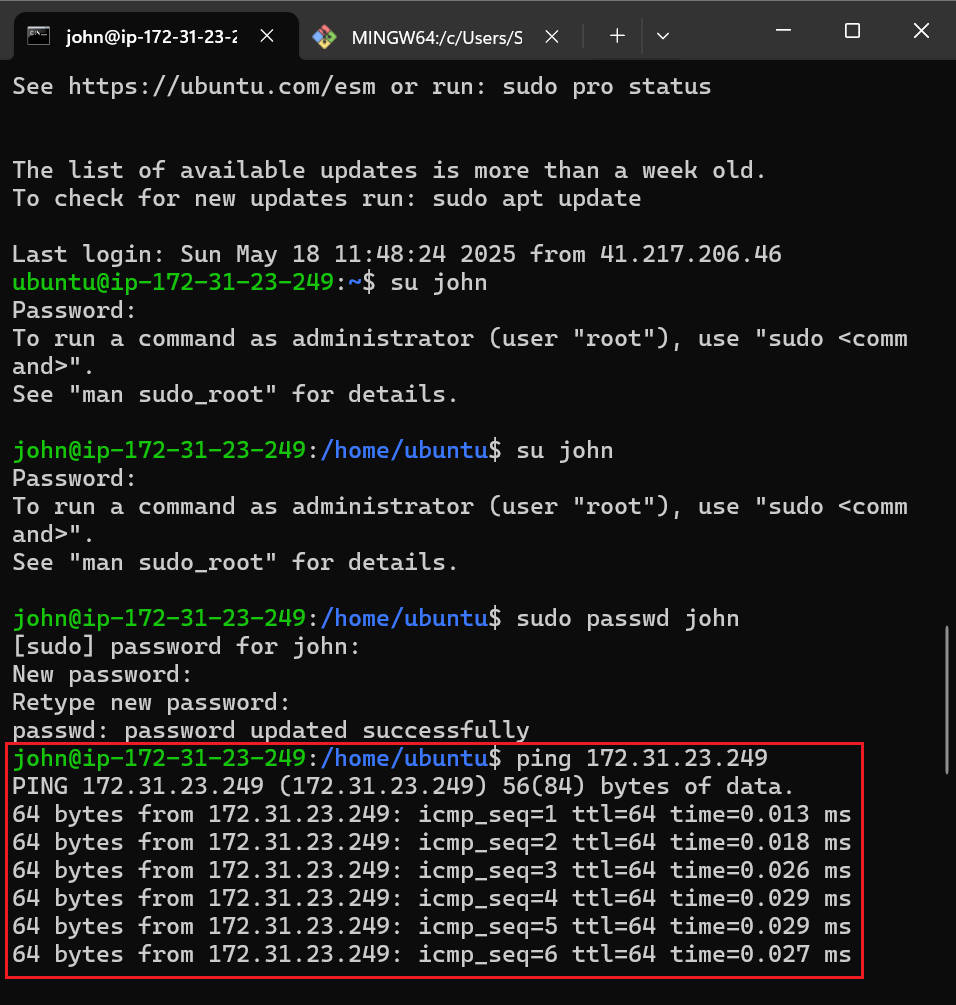 john@ip-172-31-23-2
MINGW64:/c/Users/S
See https://ubuntu.com/esm or run: sudo pro status
The list of available updates is more than a week old.
To check for new updates run: sudo apt update
Last login: Sun May 18 11:48:24 2025 from 41.217.206.46
ubuntu@ip-172-31-23-249:~$ su john
Password:
To run a command as administrator (user "root"), use "sudo <comm
and>".
See "man sudo_root" for details.
john@ip-172-31-23-249:/home/ubuntu$ su john
Password:
To run a command as administrator (user "root"), use "sudo <comm
and>".
See "man sudo_root" for details.
john@ip-172-31-23-249:/home/ubuntu$ sudo passwd john
[sudo] password for john:
New password:
Retype new password:
passwd: password updated successfully
john@ip-172-31-23-249:/home/ubuntu$ ping 172.31.23.249
PING 172.31.23.249 (172.31.23.249) 56(84) bytes of data.
64 bytes from 172.31.23.249: icmp_seq=1 ttl=64 time=0.013 ms
64 bytes from 172.31.23.249: icmp_seq=2 ttl=64 time=0.018 ms
64 bytes from 172.31.23.249: icmp_seq=3 ttl=64 time=0.026 ms
64 bytes from 172.31.23.249: icmp_seq=4 ttl=64 time=0.029 ms
64 bytes from 172.31.23.249: icmp_seq=5 ttl=64 time=0.029 ms
64 bytes from 172.31.23.249: icmp_seq=6 ttl=64 time=0.027 ms